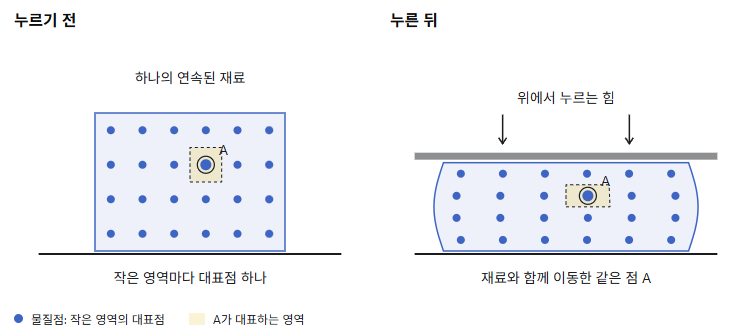 누르기 전
누른 뒤
하나의 연속된 재료
위에서 누르는 힘
A
A
작은 영역마다 대표점 하나
재료와 함께 이동한 같은 점 A
물질점: 작은 영역의 대표점
A가 대표하는 영역